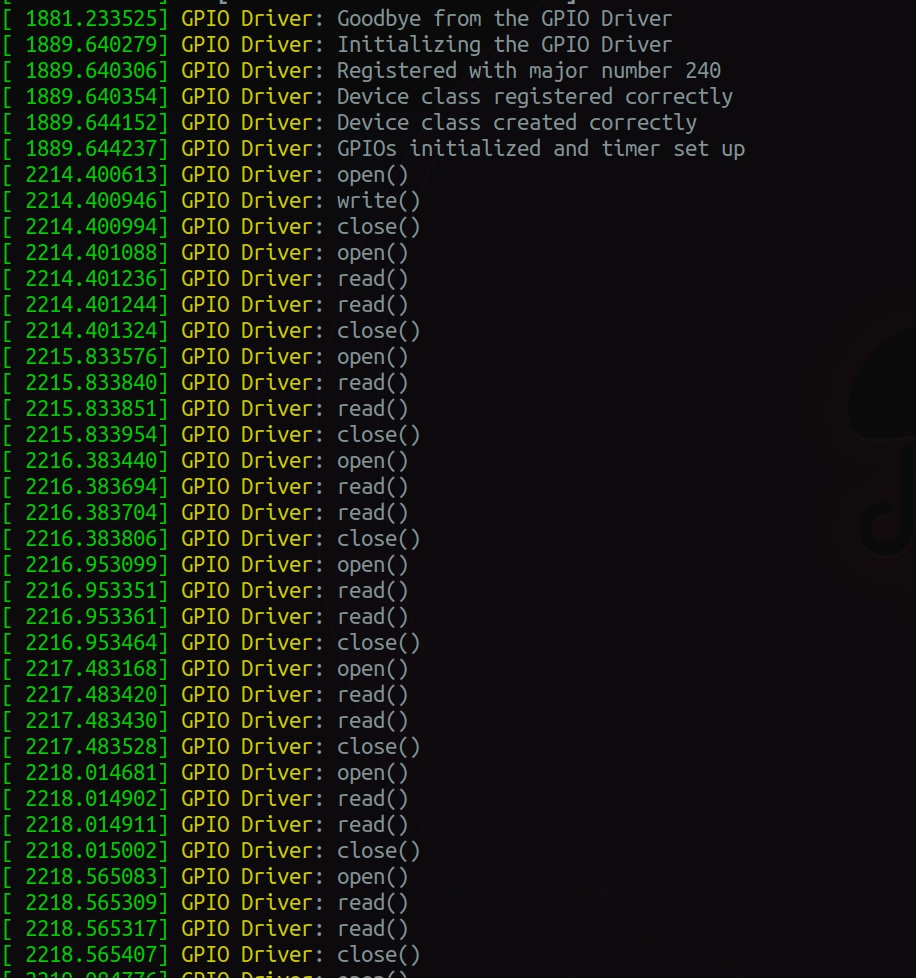 [ 1881.233525] GPIO Driver: Goodbye from the GPIO Driver
[ 1889.640279] GPIO Driver: Initializing the GPIO Driver
[ 1889.640306] GPIO Driver: Registered with major number 240
[ 1889.640354] GPIO Driver: Device class registered correctly
[ 1889.644152] GPIO Driver: Device class created correctly
[ 1889.644237] GPIO Driver: GPIOs initialized and timer set up
[ 2214.400613] GPIO Driver: open()
[ 2214.400946] GPIO Driver: write()
[ 2214.400994] GPIO Driver: close()
[ 2214.401088] GPIO Driver: open()
[ 2214.401236] GPIO Driver: read()
[ 2214.401244] GPIO Driver: read()
[ 2214.401324] GPIO Driver: close()
[ 2215.833576] GPIO Driver: open()
[ 2215.833840] GPIO Driver: read()
[ 2215.833851] GPIO Driver: read()
[ 2215.833954] GPIO Driver: close()
[ 2216.383440] GPIO Driver: open()
[ 2216.383694] GPIO Driver: read()
[ 2216.383704] GPIO Driver: read()
[ 2216.383806] GPIO Driver: close()
[ 2216.953099] GPIO Driver: open()
[ 2216.953351] GPIO Driver: read()
[ 2216.953361] GPIO Driver: read()
[ 2216.953464] GPIO Driver: close()
[ 2217.483168] GPIO Driver: open()
[ 2217.483420] GPIO Driver: read()
[ 2217.483430] GPIO Driver: read()
[ 2217.483528] GPIO Driver: close()
[ 2218.014681] GPIO Driver: open()
[ 2218.014902] GPIO Driver: read()
[ 2218.014911] GPIO Driver: read()
[ 2218.015002] GPIO Driver: close()
[ 2218.565083] GPIO Driver: open()
[ 2218.565309] GPIO Driver: read()
[ 2218.565317] GPIO Driver: read()
[ 2218.565407] GPIO Driver: close()
GPIO Driver: